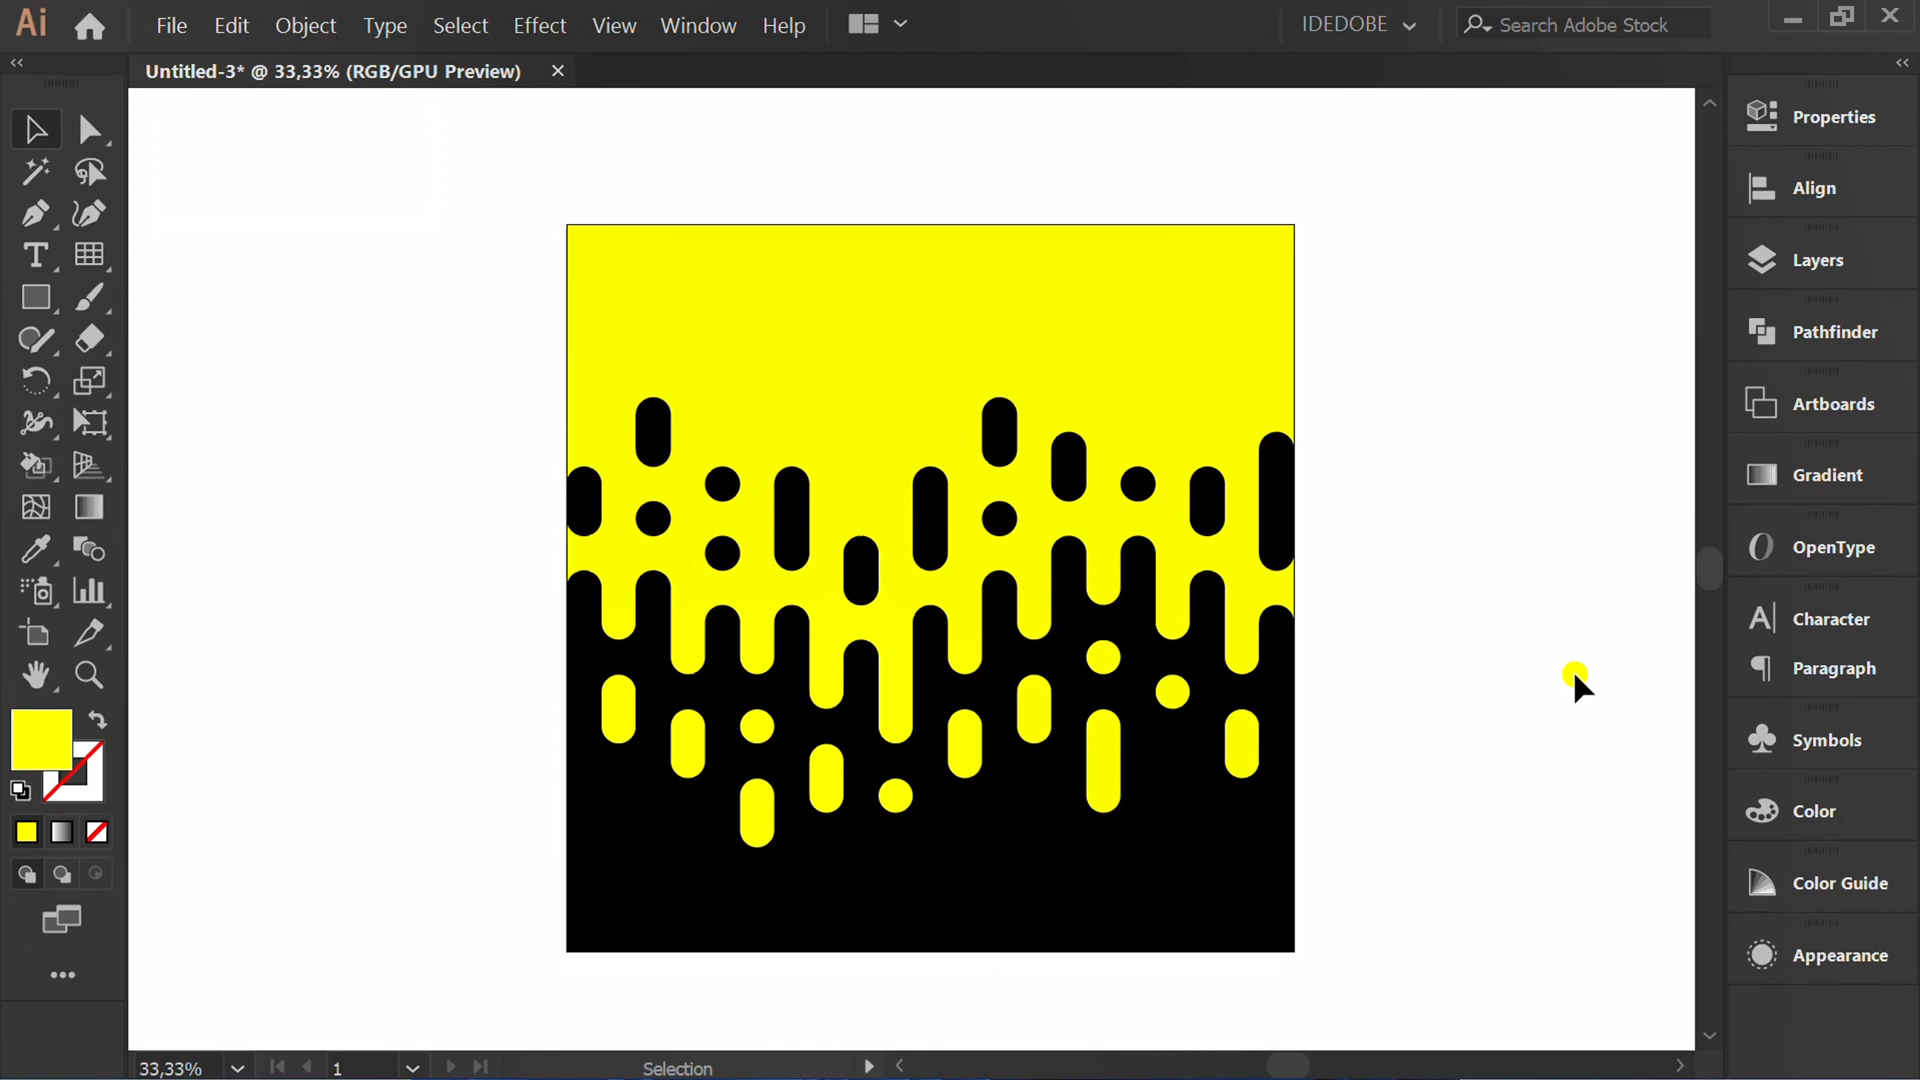 Ai File Edit Object Type Select Effect View Window Help IDEDOBE Search Adobe Stock
Untitled-3* @ 33,33% (RGB/GPU Preview)
Properties
Align
Layers
Pathfinder
Artboards
Gradient
OpenType
Character
Paragraph
Symbols
Color
Color Guide
Appearance
33,33% 1 Selection